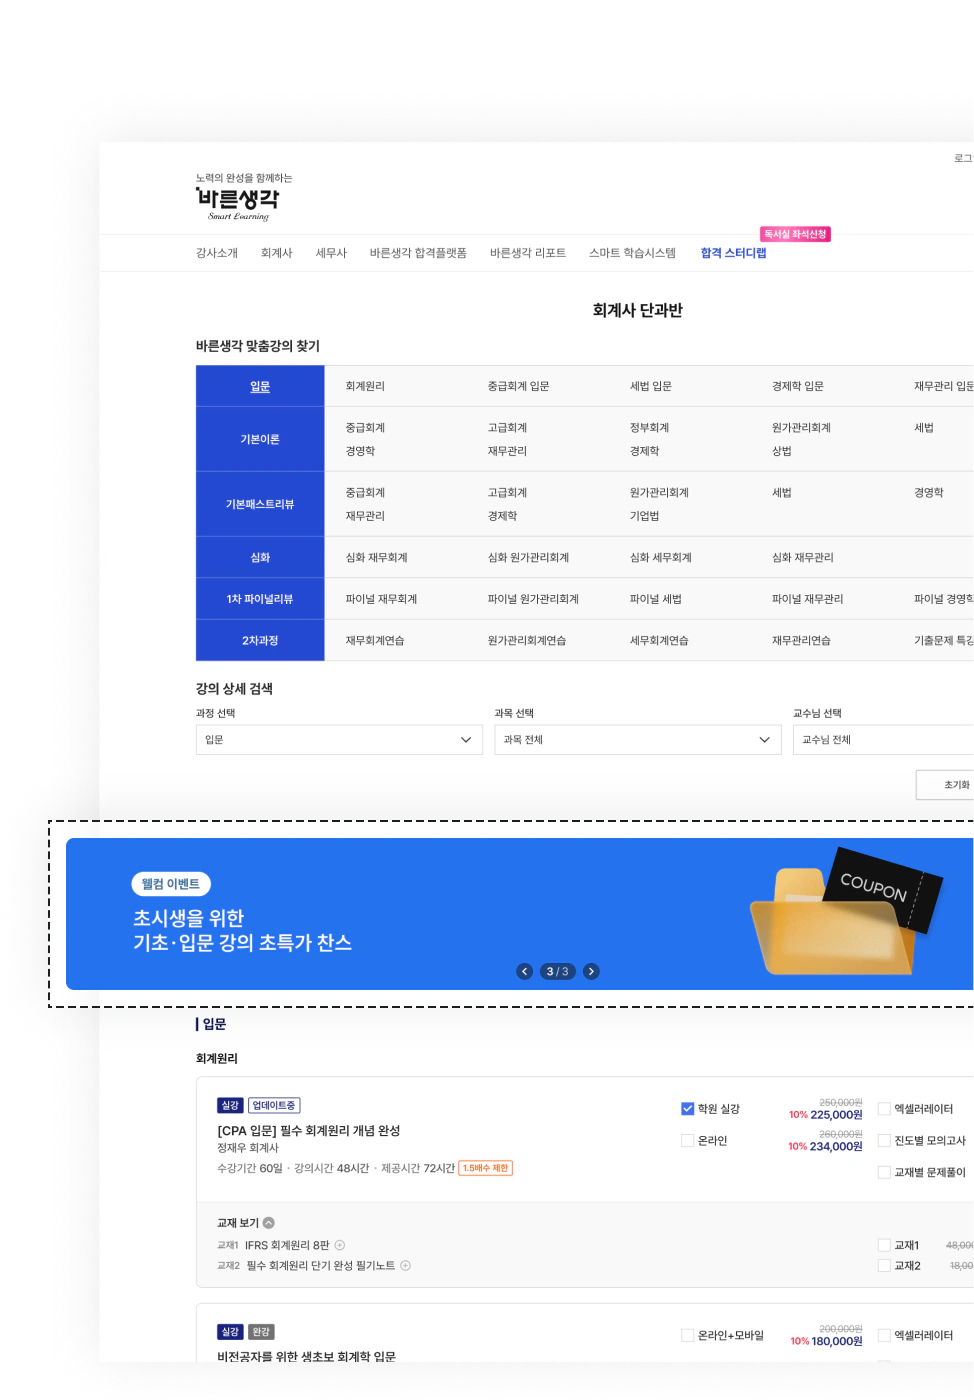 로그
노력의 완성을 함께하는
바른생각
Smart Learning
독서실 좌석신청
강사소개 회계사 세무사 바른생각 합격플랫폼 바른생각 리포트 스마트 학습시스템 합격 스터디랩
회계사 단과반
바른생각 맞춤강의 찾기
입문 회계원리 중급회계 입문 세법 입문 경제학 입문 재무관리 입문
기본이론 중급회계 고급회계 정부회계 원가관리회계 세법
경영학 재무관리 경제학 상법
기본패스트리뷰 중급회계 고급회계 원가관리회계 세법 경영학
재무관리 경제학 기업법
심화 심화 재무회계 심화 원가관리회계 심화 세무회계 심화 재무관리
1차 파이널리뷰 파이널 재무회계 파이널 원가관리회계 파이널 세법 파이널 재무관리 파이널 경영학
2차과정 재무회계연습 원가관리회계연습 세무회계연습 재무관리연습 기출문제 특강
강의 상세 검색
과정 선택 과목 선택 교수님 선택
입문 과목 전체 교수님 전체
초기화
웰컴 이벤트
초시생을 위한
기초·입문 강의 초특가 찬스
COUPON
3 / 3
입문
회계원리
실강 업데이트중
[CPA 입문] 필수 회계원리 개념 완성
정재우 회계사
수강기간 60일 · 강의시간 48시간 · 제공시간 72시간 1.5배수 제한
학원 실강 250,000원
10% 225,000원
온라인 260,000원
10% 234,000원
엑셀러레이터
진도별 모의고사
교재별 문제풀이
교재 보기
교재1 IFRS 회계원리 8판
교재2 필수 회계원리 단기 완성 필기노트
교재1 48,00
교재2 18,00
실강 완강
비전공자를 위한 생초보 회계학 입문
온라인+모바일 200,000원
10% 180,000원
엑셀러레이터